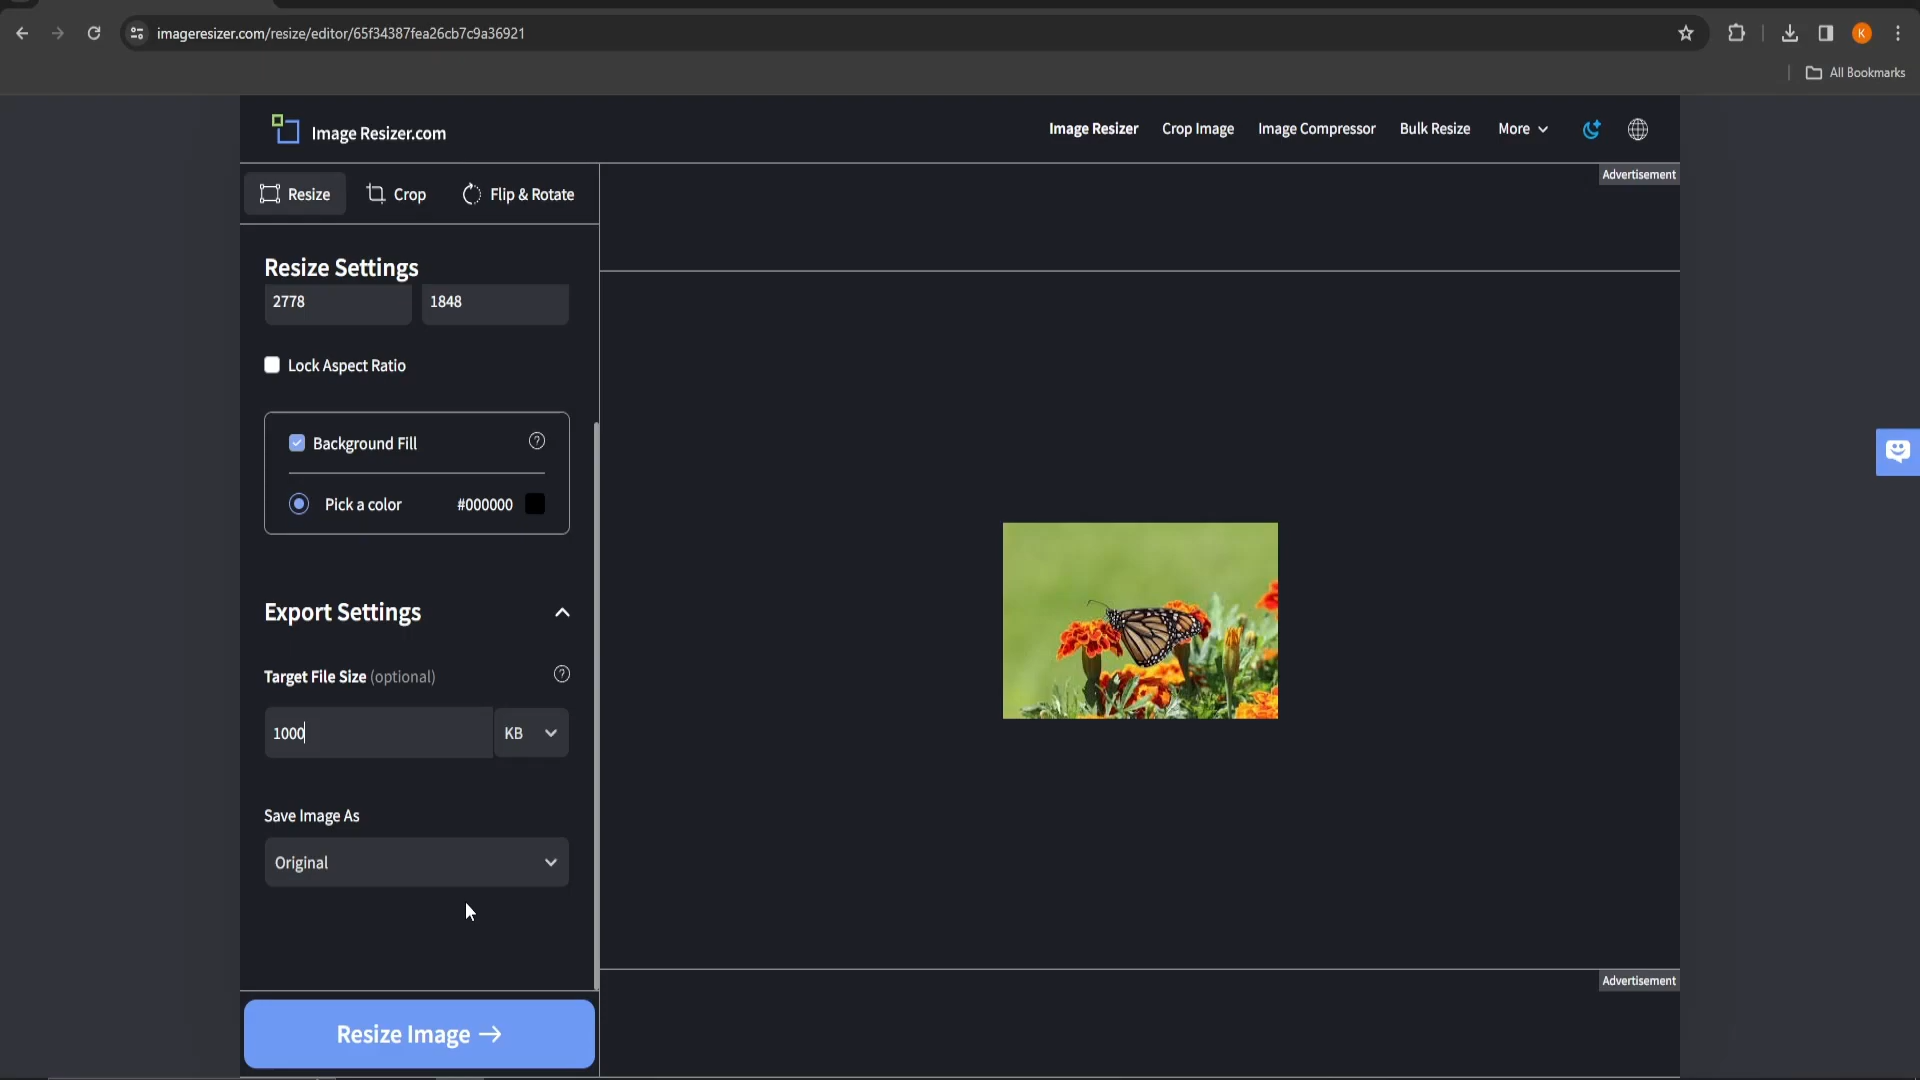 imageresizer.com/resize/editor/65f34387fea26cb7c9a36921
K
All Bookmarks
Image Resizer.com
Image Resizer
Crop Image
Image Compressor
Bulk Resize
More
Advertisement
Resize
Crop
Flip & Rotate
Resize Settings
2778
1848
Lock Aspect Ratio
Background Fill
?
Pick a color
#000000
Export Settings
Target File Size (optional)
?
1000
KB
Save Image As
Original
Advertisement
Resize Image →